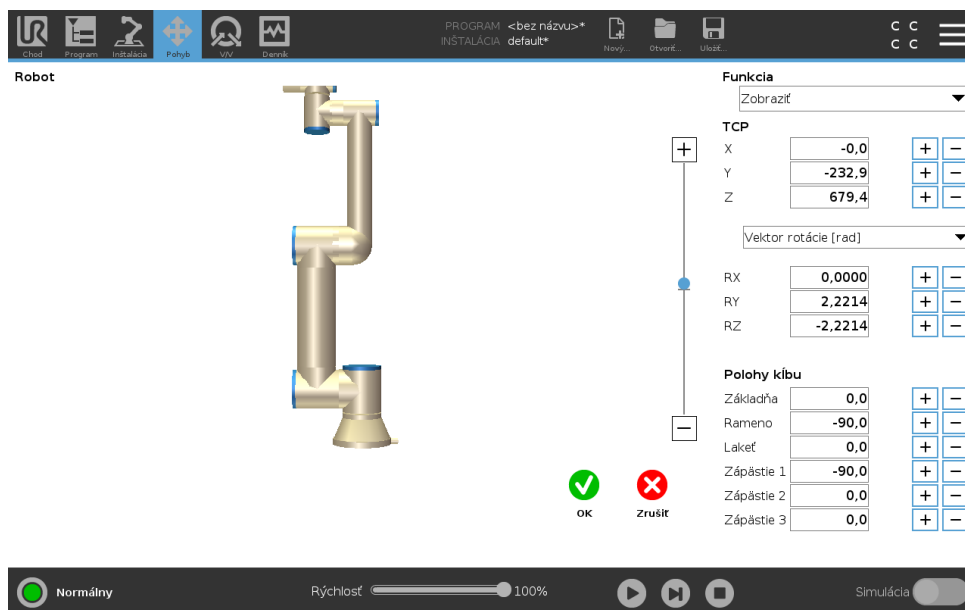 PROGRAM <bez názvu>*
INŠTALÁCIA default*
Chod Program Inštalácia Pohyb V/V Denník Nový... Otvoriť... Uložiť...
C C
C C
Robot
Funkcia
Zobraziť
TCP
X -0,0 + −
Y -232,9 + −
Z 679,4 + −
Vektor rotácie [rad]
RX 0,0000 + −
RY 2,2214 + −
RZ -2,2214 + −
Polohy kĺbu
Základňa 0,0 + −
Rameno -90,0 + −
Lakeť 0,0 + −
Zápästie 1 -90,0 + −
Zápästie 2 0,0 + −
Zápästie 3 0,0 + −
OK Zrušiť
Normálny Rýchlosť 100% Simulácia